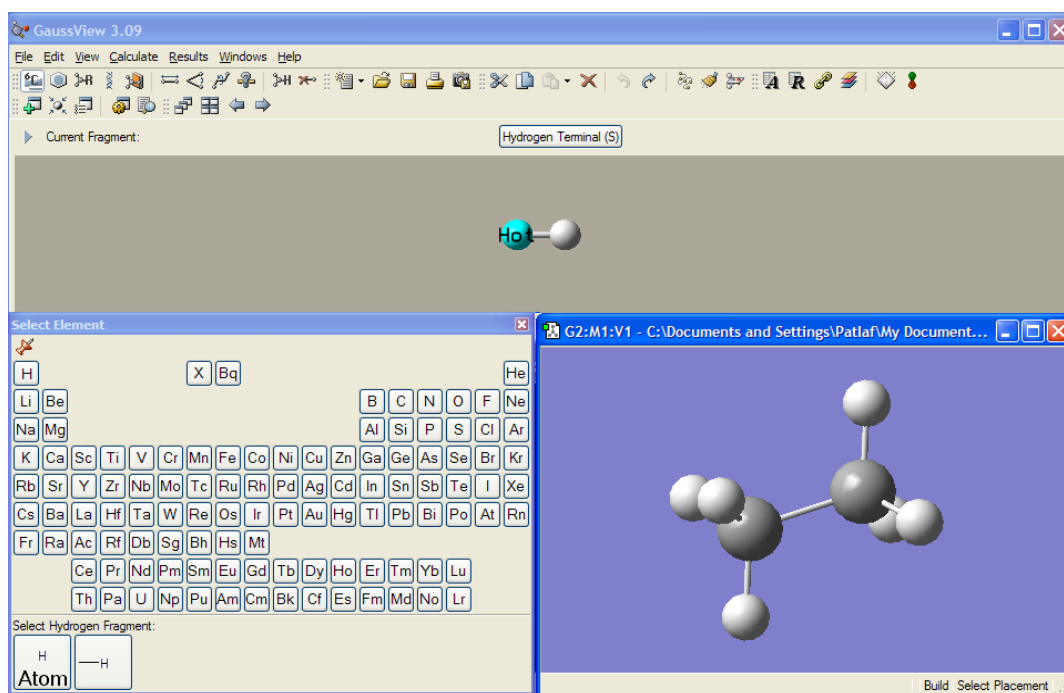 GaussView 3.09
File Edit View Calculate Results Windows Help
Current Fragment: Hydrogen Terminal (S)
Hot
Select Element
H X Bq He
Li Be B C N O F Ne
Na Mg Al Si P S Cl Ar
K Ca Sc Ti V Cr Mn Fe Co Ni Cu Zn Ga Ge As Se Br Kr
Rb Sr Y Zr Nb Mo Tc Ru Rh Pd Ag Cd In Sn Sb Te I Xe
Cs Ba La Hf Ta W Re Os Ir Pt Au Hg Tl Pb Bi Po At Rn
Fr Ra Ac Rf Db Sg Bh Hs Mt
Ce Pr Nd Pm Sm Eu Gd Tb Dy Ho Er Tm Yb Lu
Th Pa U Np Pu Am Cm Bk Cf Es Fm Md No Lr
Select Hydrogen Fragment:
H
Atom
H
G2:M1:V1 - C:\Documents and Settings\Patlaf\My Document...
Build Select Placement